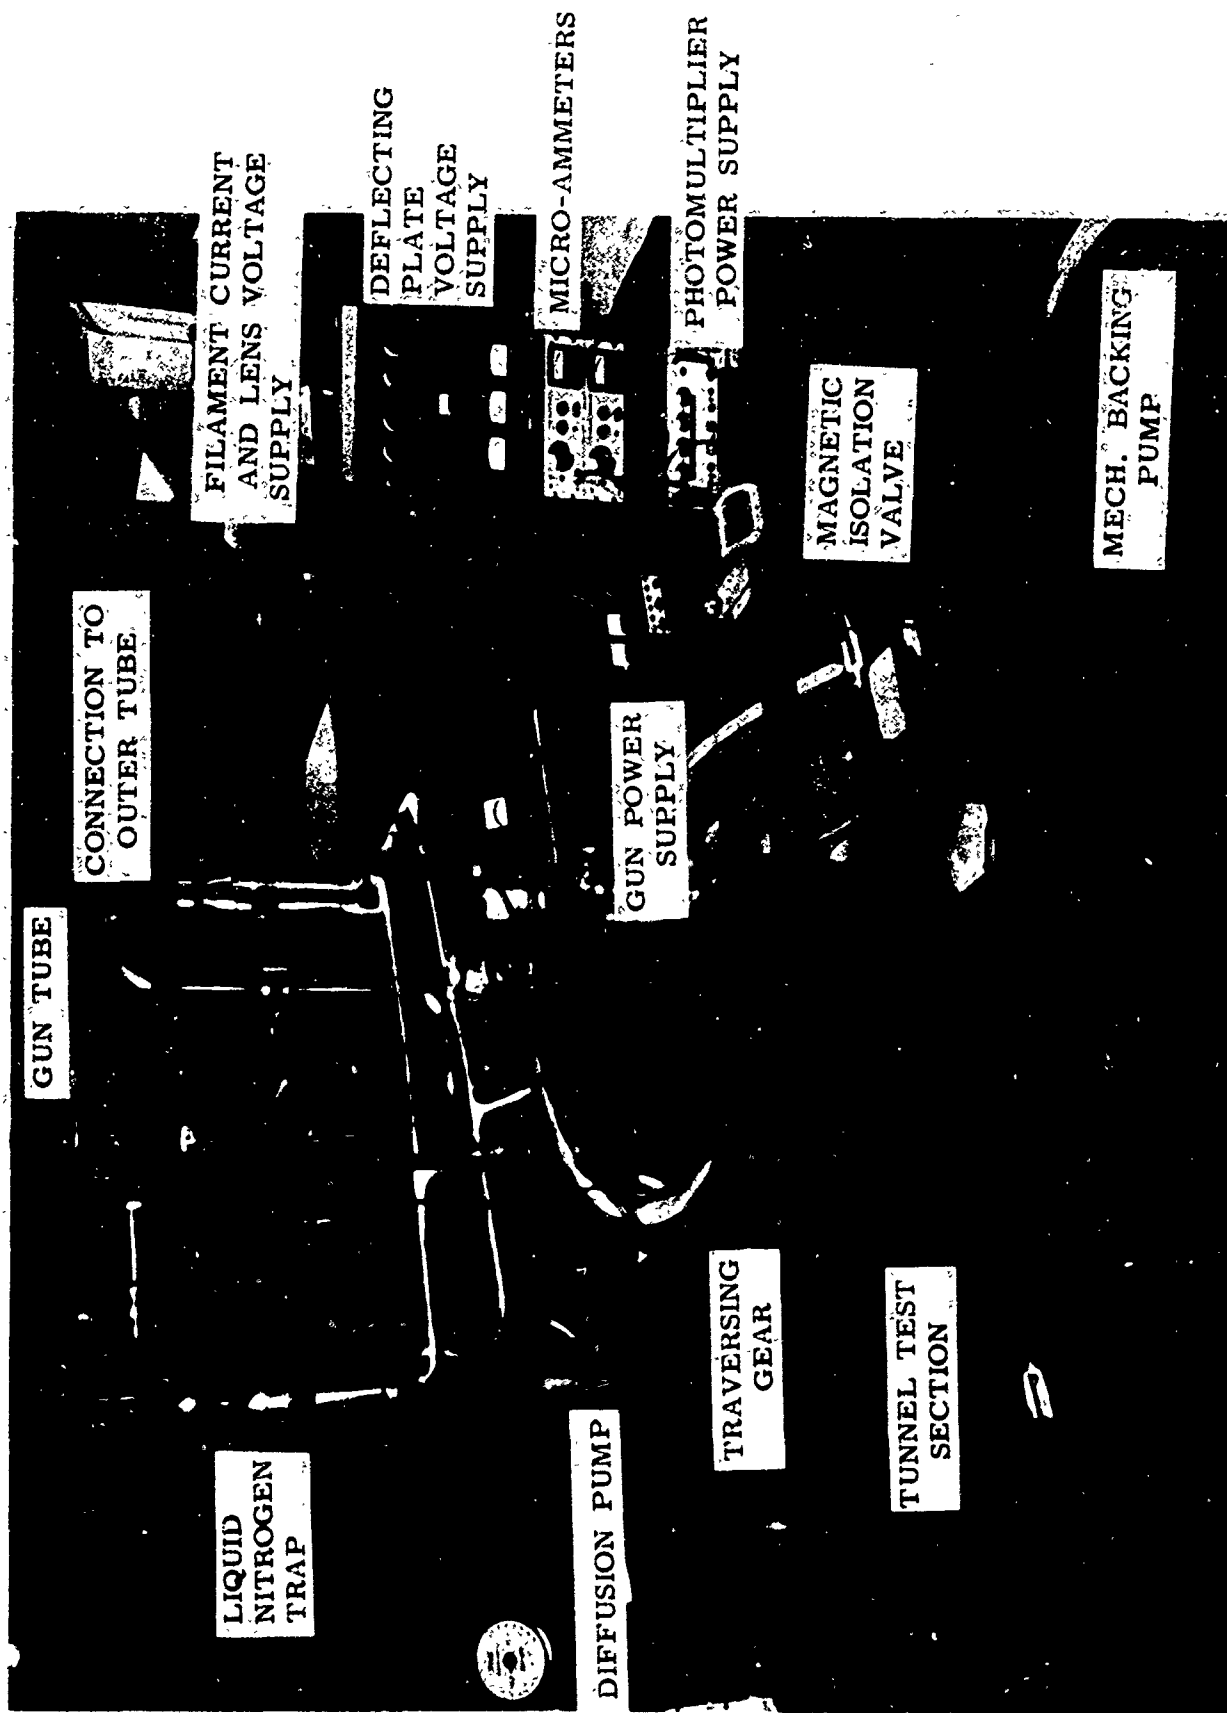 GUN TUBE
CONNECTION TO
OUTER TUBE
FILAMENT CURRENT
AND LENS VOLTAGE
SUPPLY
LIQUID
NITROGEN
TRAP
DEFLECTING
PLATE
VOLTAGE
SUPPLY
MICRO-AMMETERS
DIFFUSION PUMP
GUN POWER
SUPPLY
PHOTOMULTIPLIER
POWER SUPPLY
TRAVERSING
GEAR
MAGNETIC
ISOLATION
VALVE
TUNNEL TEST
SECTION
MECH. BACKING
PUMP